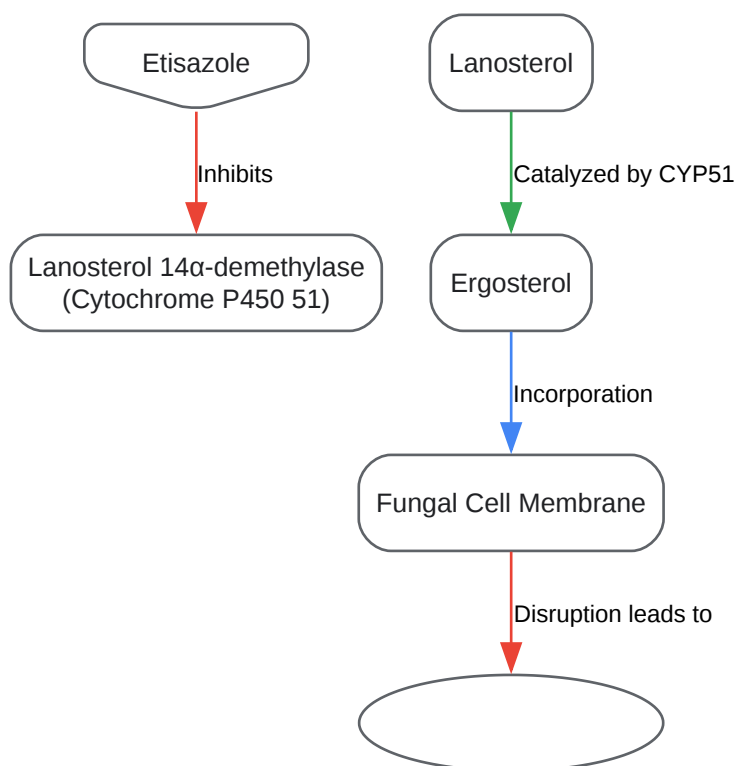 Etisazole
Lanosterol
Inhibits
Catalyzed by CYP51
Lanosterol 14α-demethylase
(Cytochrome P450 51)
Ergosterol
Incorporation
Fungal Cell Membrane
Disruption leads to